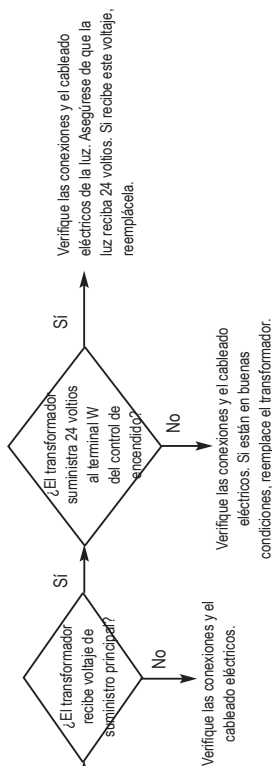 ¿El transformador
recibe voltaje de
suministro principal?
Sí
No
Verifique las conexiones y el
cableado eléctricos.
¿El transformador
suministra 24 voltios
al terminal W
del control de
encendido?
Sí
No
Verifique las conexiones y el cableado
eléctricos. Si están en buenas
condiciones, reemplace el transformador.
Verifique las conexiones y el cableado
eléctricos de la luz. Asegúrese de que la
luz reciba 24 voltios. Si recibe este voltaje,
reemplácela.